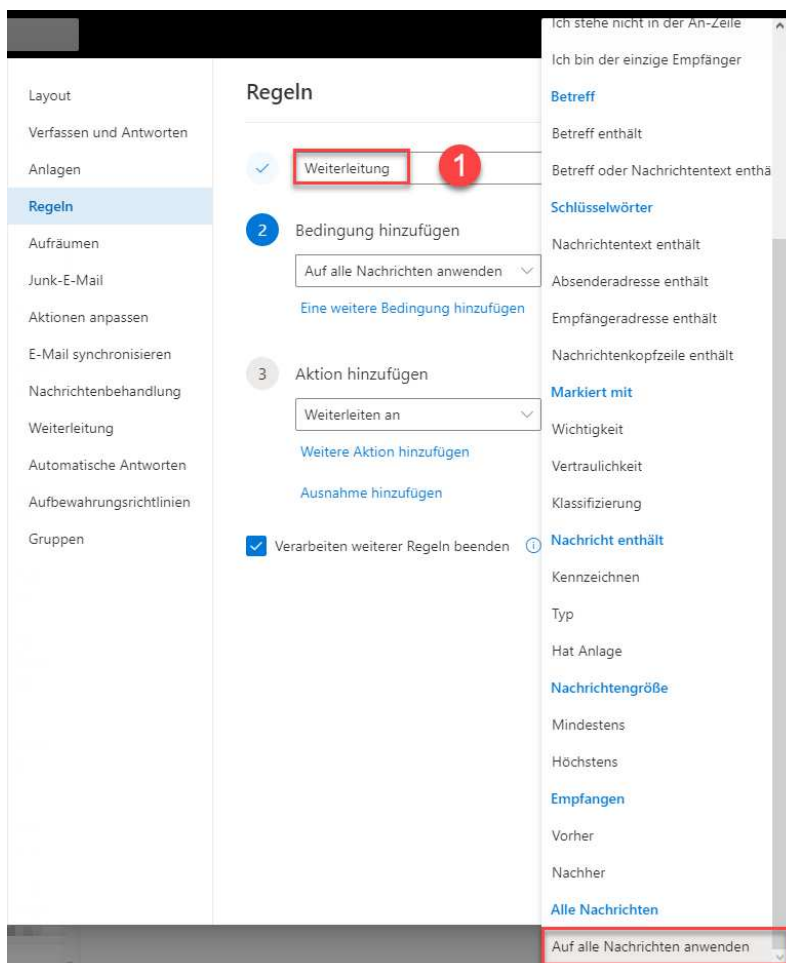 Layout
Verfassen und Antworten
Anlagen
Regeln
Aufräumen
Junk-E-Mail
Aktionen anpassen
E-Mail synchronisieren
Nachrichtenbehandlung
Weiterleitung
Automatische Antworten
Aufbewahrungsrichtlinien
Gruppen
Regeln
Weiterleitung
1
2 Bedingung hinzufügen
Auf alle Nachrichten anwenden
Eine weitere Bedingung hinzufügen
3 Aktion hinzufügen
Weiterleiten an
Weitere Aktion hinzufügen
Ausnahme hinzufügen
Verarbeiten weiterer Regeln beenden
Ich stehe nicht in der An-Zeile
Ich bin der einzige Empfänger
Betreff
Betreff enthält
Betreff oder Nachrichtentext enthä
Schlüsselwörter
Nachrichtentext enthält
Absenderadresse enthält
Empfängeradresse enthält
Nachrichtenkopfzeile enthält
Markiert mit
Wichtigkeit
Vertraulichkeit
Klassifizierung
Nachricht enthält
Kennzeichnen
Typ
Hat Anlage
Nachrichtengröße
Mindestens
Höchstens
Empfangen
Vorher
Nachher
Alle Nachrichten
Auf alle Nachrichten anwenden